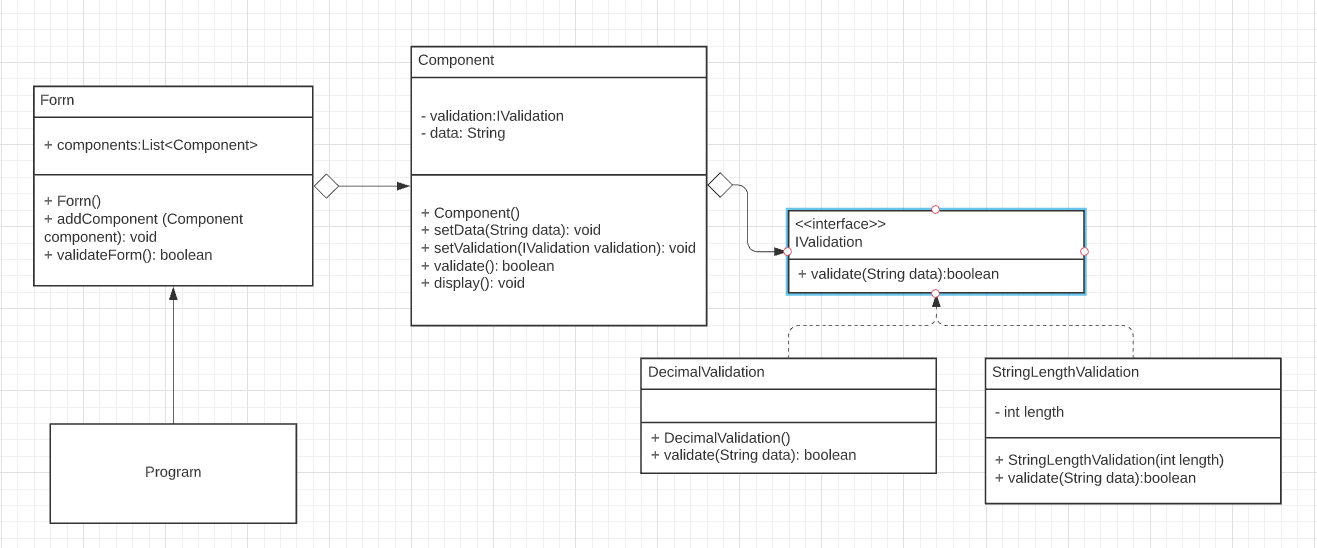 Form
+ components:List<Component>
+ Form()
+ addComponent (Component
component): void
+ validateForm(): boolean
Component
- validation:IValidation
- data: String
+ Component()
+ setData(String data): void
+ setValidation(IValidation validation): void
+ validate(): boolean
+ display(): void
<<interface>>
IValidation
+ validate(String data):boolean
DecimalValidation
+ DecimalValidation()
+ validate(String data): boolean
StringLengthValidation
- int length
+ StringLengthValidation(int length)
+ validate(String data):boolean
Program